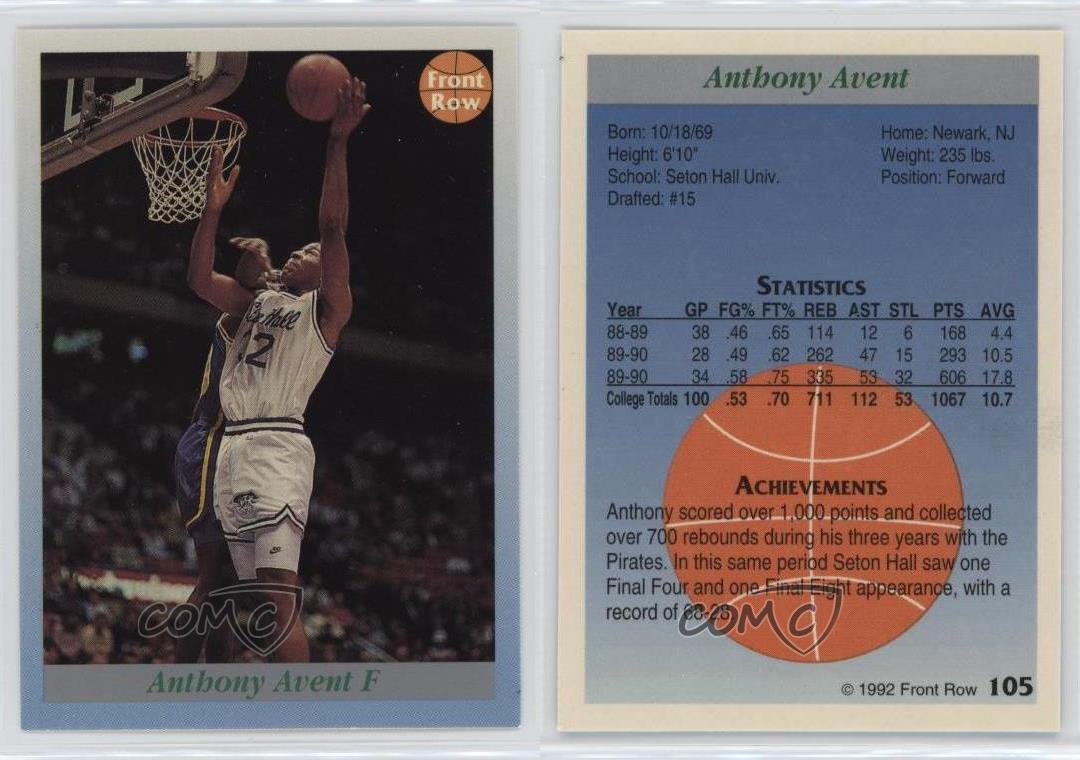 Front
Row
Seton Hall
Anthony Avent F
COMC
Anthony Avent
Born: 10/18/69 Home: Newark, NJ
Height: 6'10" Weight: 235 lbs.
School: Seton Hall Univ. Position: Forward
Drafted: #15
STATISTICS
Year GP FG% FT% REB AST STL PTS AVG
88-89 38 .46 .65 114 12 6 168 4.4
89-90 28 .49 .62 262 47 15 293 10.5
89-90 34 .58 .75 335 53 32 606 17.8
College Totals 100 .53 .70 711 112 53 1067 10.7
ACHIEVEMENTS
Anthony scored over 1,000 points and collected
over 700 rebounds during his three years with the
Pirates. In this same period Seton Hall saw one
Final Four and one Final Eight appearance, with a
record of 68-28.
COMC
© 1992 Front Row 105